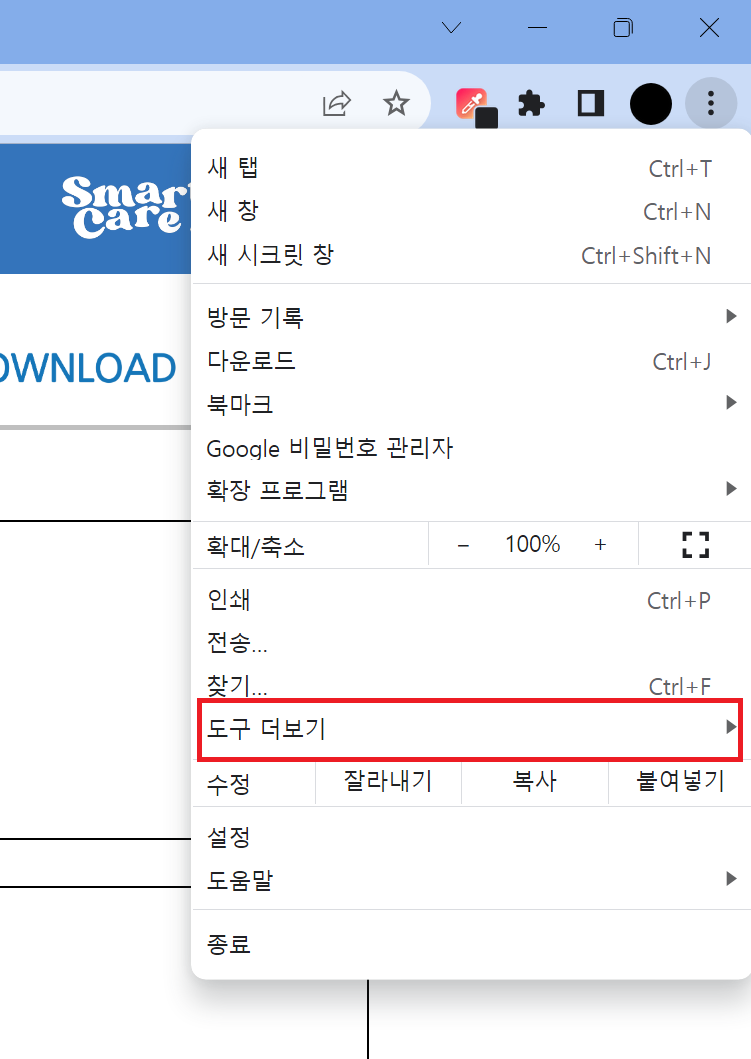 Smart
Care
OWNLOAD
새 탭 Ctrl+T
새 창 Ctrl+N
새 시크릿 창 Ctrl+Shift+N
방문 기록
다운로드 Ctrl+J
북마크
Google 비밀번호 관리자
확장 프로그램
확대/축소 − 100% +
인쇄 Ctrl+P
전송...
찾기... Ctrl+F
도구 더보기
수정 잘라내기 복사 붙여넣기
설정
도움말
종료